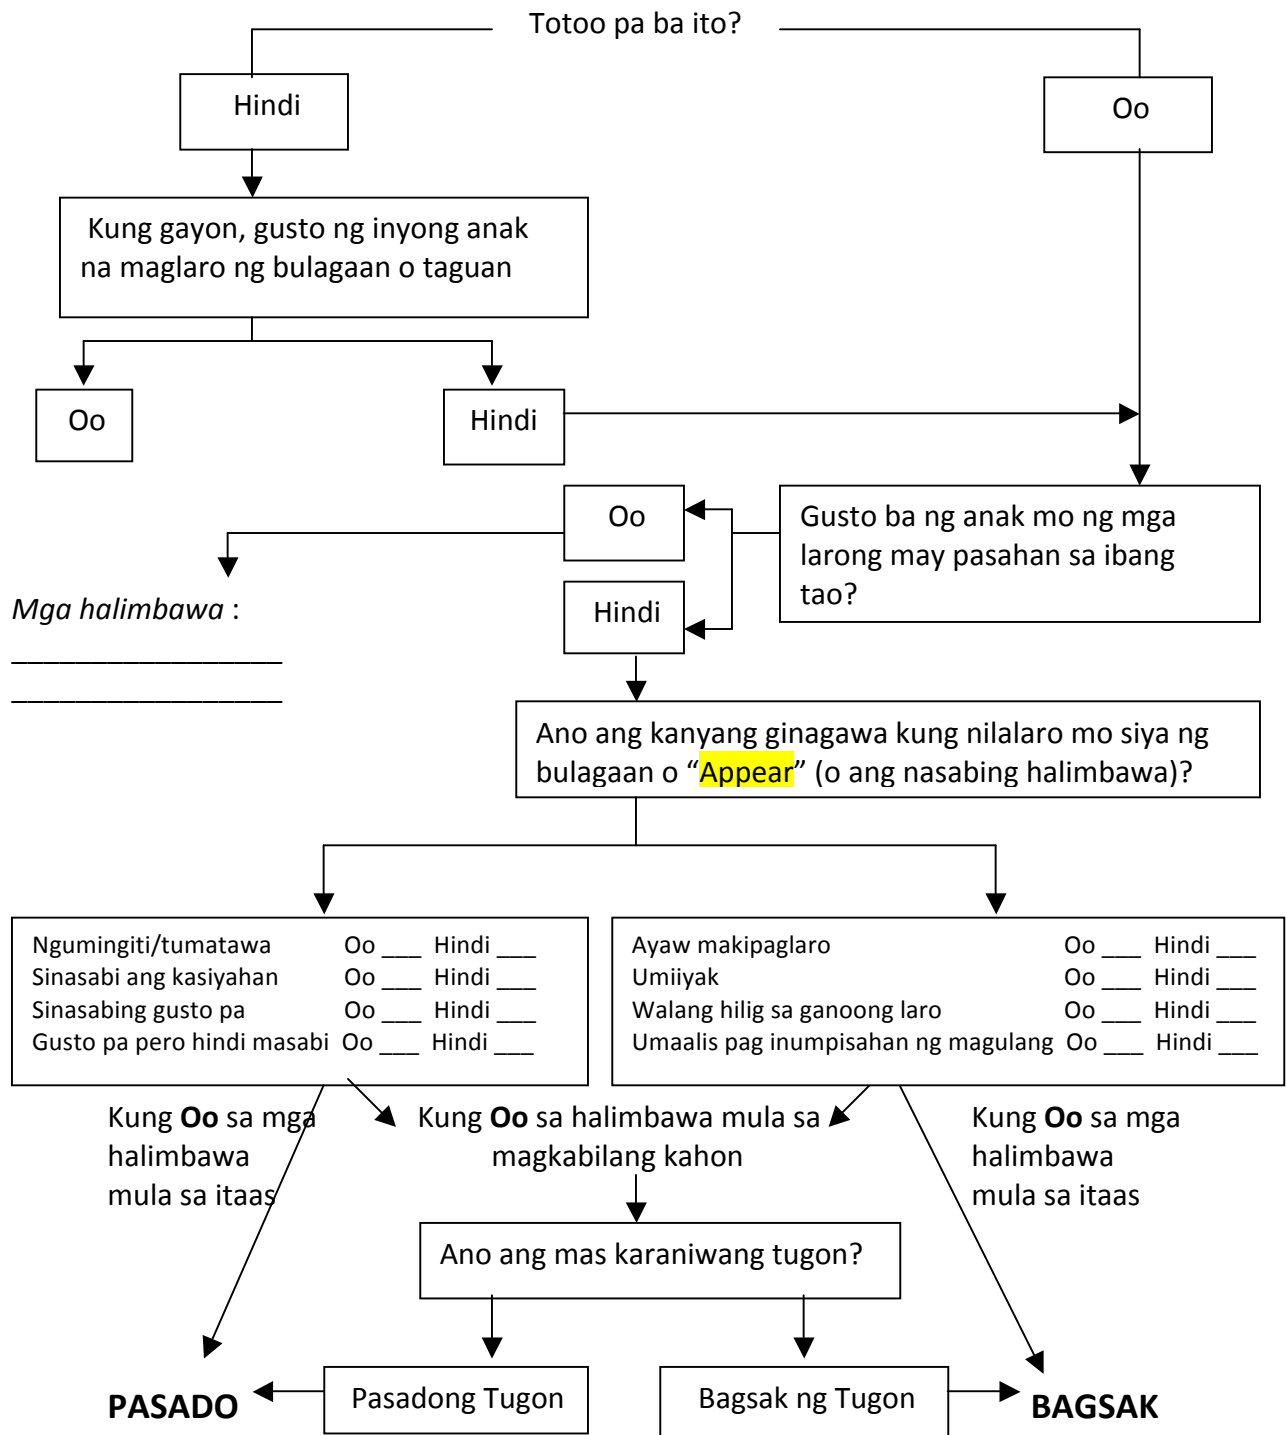 Totoo pa ba ito?
Hindi
Oo
Kung gayon, gusto ng inyong anak
na maglaro ng bulagaan o taguan
Oo
Hindi
Oo
Hindi
Gusto ba ng anak mo ng mga
larong may pasahan sa ibang
tao?
Mga halimbawa :
_________________
_________________
Ano ang kanyang ginagawa kung nilalaro mo siya ng
bulagaan o “Appear” (o ang nasabing halimbawa)?
Ngumingiti/tumatawa Oo ___ Hindi ___
Sinasabi ang kasiyahan Oo ___ Hindi ___
Sinasabing gusto pa Oo ___ Hindi ___
Gusto pa pero hindi masabi Oo ___ Hindi ___
Ayaw makipaglaro Oo ___ Hindi ___
Umiiyak Oo ___ Hindi ___
Walang hilig sa ganoong laro Oo ___ Hindi ___
Umaalis pag inumpisahan ng magulang Oo ___ Hindi ___
Kung Oo sa mga
halimbawa
mula sa itaas
Kung Oo sa halimbawa mula sa
magkabilang kahon
Kung Oo sa mga
halimbawa
mula sa itaas
Ano ang mas karaniwang tugon?
PASADO
Pasadong Tugon
Bagsak ng Tugon
BAGSAK